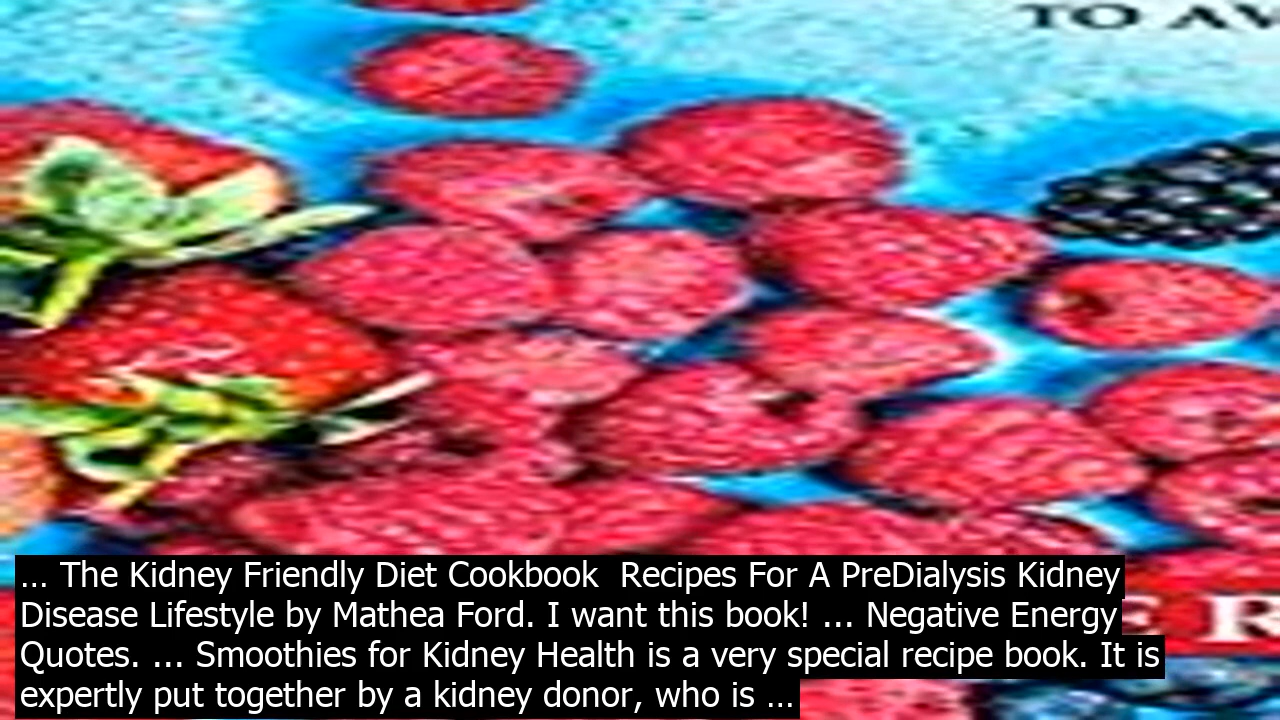 TO AV
... The Kidney Friendly Diet Cookbook  Recipes For A PreDialysis Kidney
Disease Lifestyle by Mathea Ford. I want this book! ... Negative Energy
E R
Quotes. ... Smoothies for Kidney Health is a very special recipe book. It is
expertly put together by a kidney donor, who is ...